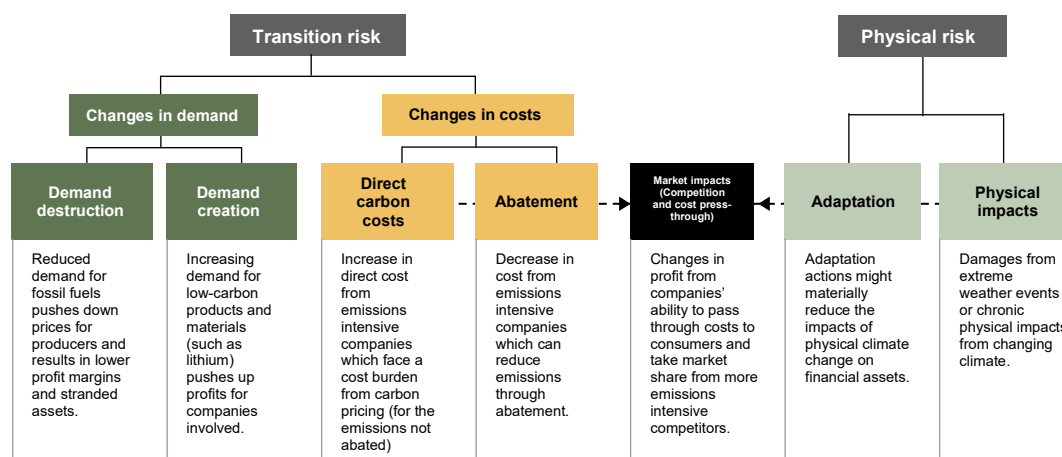 Transition risk
Physical risk
Changes in demand
Changes in costs
Demand
destruction
Demand
creation
Direct
carbon
costs
Abatement
Market impacts
(Competition
and cost press-
through)
Adaptation
Physical
impacts
Reduced
demand for
fossil fuels
pushes down
prices for
producers and
results in lower
profit margins
and stranded
assets.
Increasing
demand for
low-carbon
products and
materials
(such as
lithium)
pushes up
profits for
companies
involved.
Increase in
direct cost
from
emissions
intensive
companies
which face a
cost burden
from carbon
pricing (for the
emissions not
abated)
Decrease in
cost from
emissions
intensive
companies
which can
reduce
emissions
through
abatement.
Changes in
profit from
companies’
ability to pass
through costs to
consumers and
take market
share from more
emissions
intensive
competitors.
Adaptation
actions might
materially
reduce the
impacts of
physical climate
change on
financial assets.
Damages from
extreme
weather events
or chronic
physical impacts
from changing
climate.